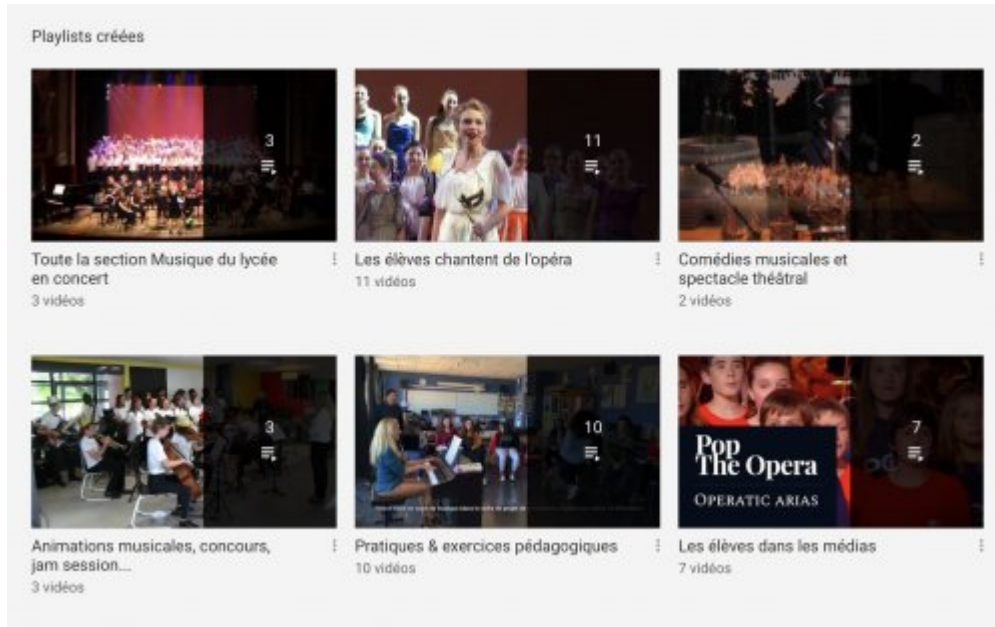 Playlists créées
3
11
2
Toute la section Musique du lycée
en concert
3 vidéos
Les élèves chantent de l'opéra
11 vidéos
Comédies musicales et
spectacle théâtral
2 vidéos
3
10
7
Pop
The Opera
OPERATIC ARIAS
Animations musicales, concours,
jam session...
3 vidéos
Pratiques & exercices pédagogiques
10 vidéos
Les élèves dans les médias
7 vidéos